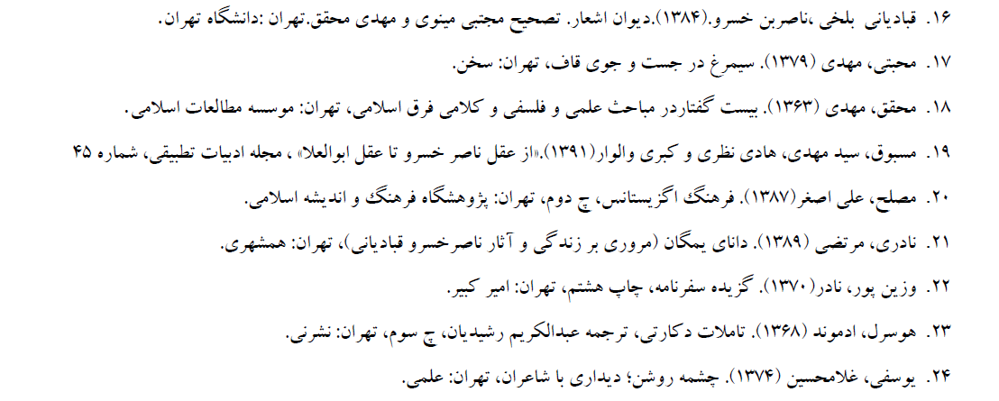 ۱۶. قبادیانی بلخی ،ناصربن خسرو.(۱۳۸۴).دیوان اشعار. تصحیح مجتبی مینوی و مهدی محقق.تهران :دانشگاه تهران.
۱۷. محبتی، مهدی (۱۳۷۹). سیمرغ در جست و جوی قاف، تهران: سخن.
۱۸. محقق، مهدی (۱۳۶۳). بیست گفتاردر مباحث علمی و فلسفی و کلامی فرق اسلامی، تهران: موسسه مطالعات اسلامی.
۱۹. مسبوق، سید مهدی، هادی نظری و کبری والوار(۱۳۹۱).«از عقل ناصر خسرو تا عقل ابوالعلا» ، مجله ادبیات تطبیقی، شماره ۴۵
۲۰. مصلح، علی اصغر(۱۳۸۷). فرهنگ اگزیستانس، چ دوم، تهران: پژوهشگاه فرهنگ و اندیشه اسلامی.
۲۱. نادری، مرتضی (۱۳۸۹). دانای یمگان (مروری بر زندگی و آثار ناصرخسرو قبادیانی)، تهران: همشهری.
۲۲. وزین پور، نادر(۱۳۷۰). گزیده سفرنامه، چاپ هشتم، تهران: امیر کبیر.
۲۳. هوسرل، ادموند (۱۳۶۸). تاملات دکارتی، ترجمه عبدالکریم رشیدیان، چ سوم، تهران: نشرنی.
۲۴. یوسفی، غلامحسین (۱۳۷۴). چشمه روشن؛ دیداری با شاعران، تهران: علمی.